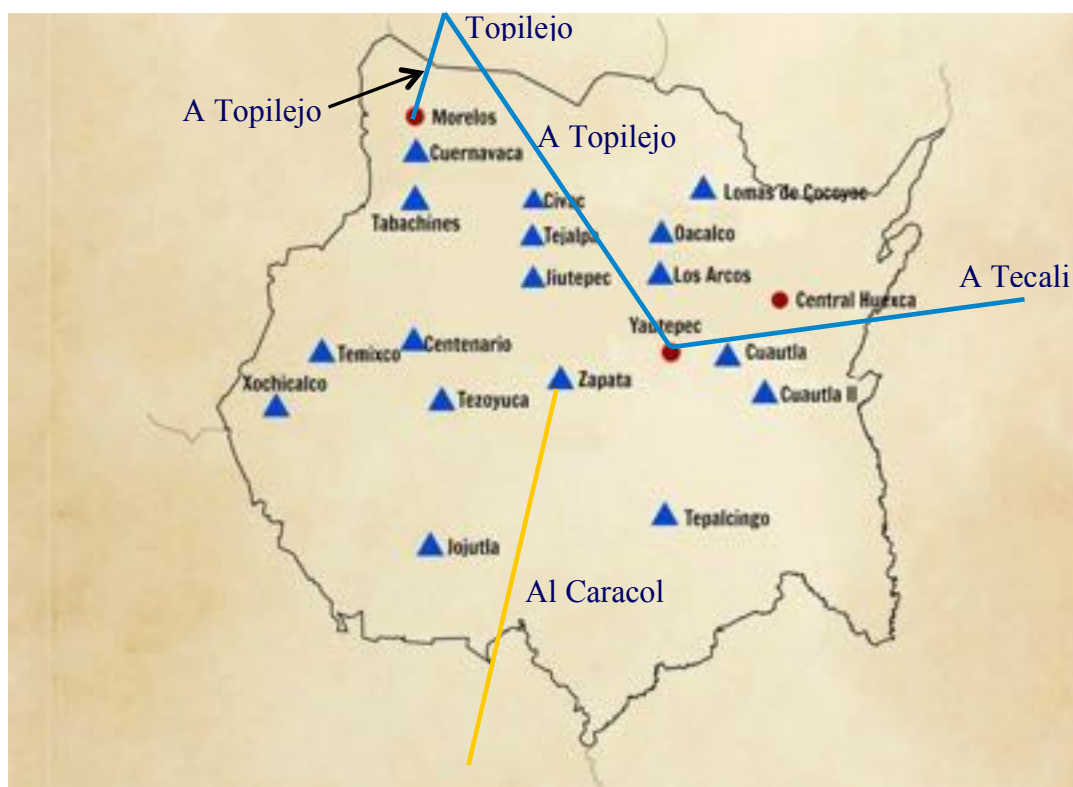 Topilejo
A Topilejo
Morelos
A Topilejo
Cuernavaca
Lomas de Cocoyoc
Civac
Tabachines
Tejalpa
Oacalco
Jiutepec
Los Arcos
A Tecali
Central Huexca
Yautepec
Centenario
Temixco
Cuautla
Xochicalco
Zapata
Cuautla II
Tezoyuca
Tepalcingo
Jojutla
Al Caracol